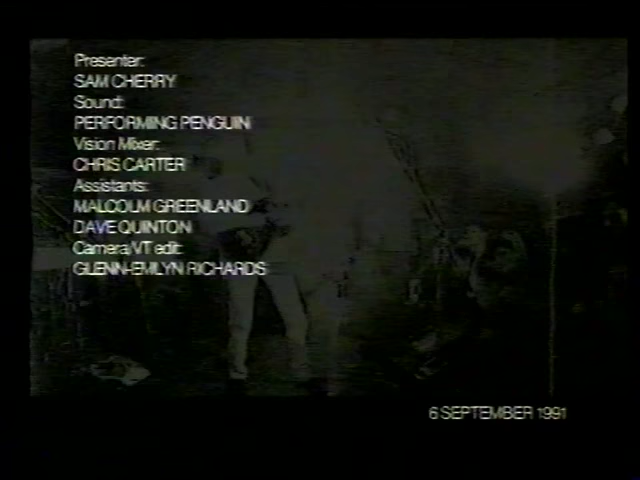 Presenter:
SAM CHERRY
Sound:
PERFORMING PENGUIN
Vision Mixer:
CHRIS CARTER
Assistants:
MALCOLM GREENLAND
DAVE QUINTON
Camera/VT edit:
GLENN-EMLYN RICHARDS
6 SEPTEMBER 1991